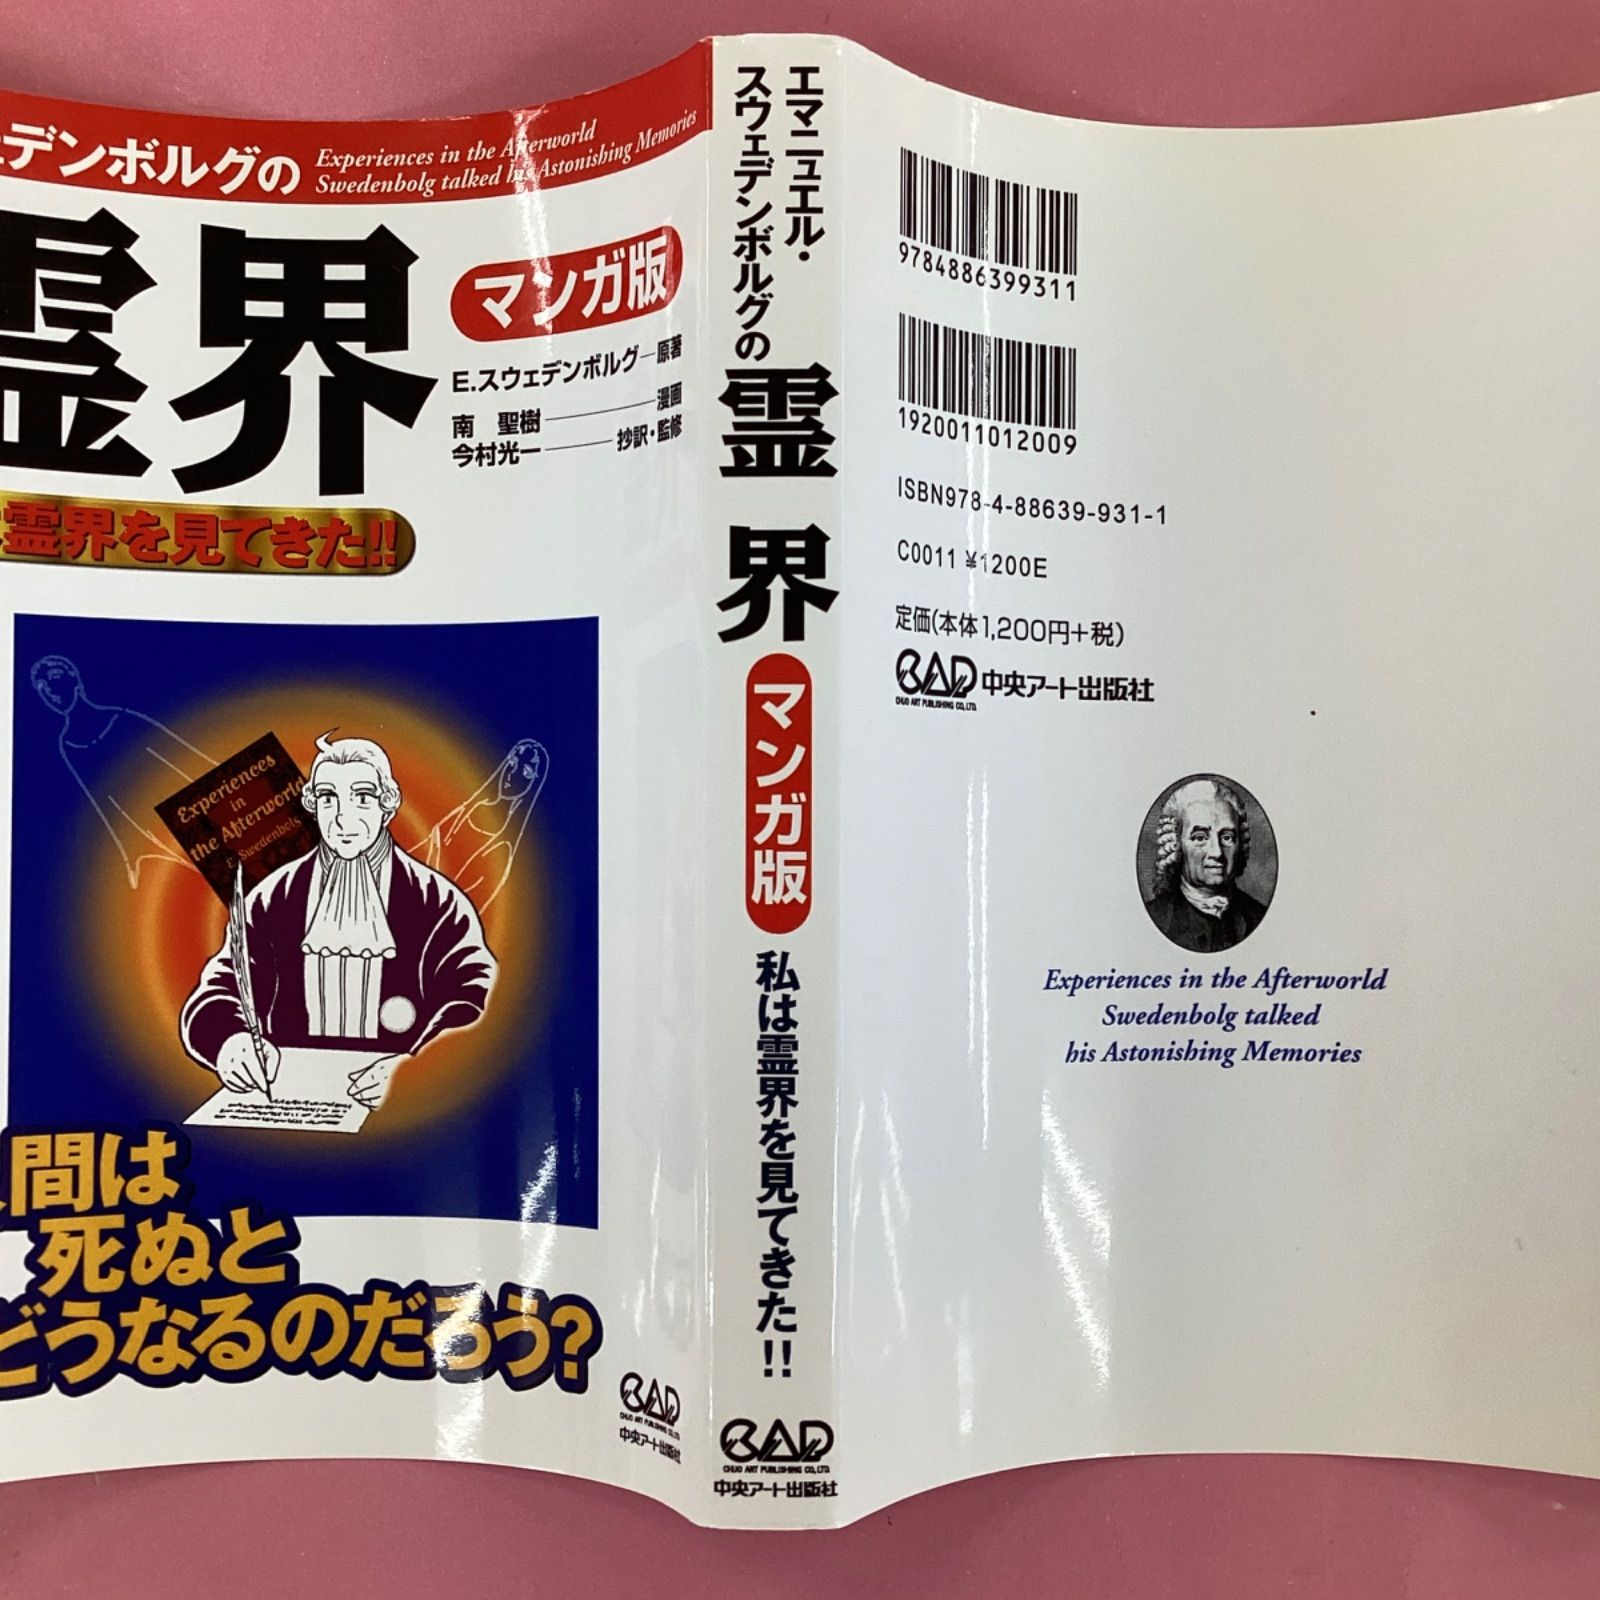 ェデンボルグの
Experiences in the Afterworld
Swedenbolg talked his Astonishing Memories
霊界
マンガ版
E.スウェデンボルグ―原著
南 聖樹―漫画
今村光一―抄訳・監修
霊界を見てきた!!
Experiences
in
the Afterworld
E. Swedenbolg
間は
死ぬと
どうなるのだろう?
CAP
CHUO ART PUBLISHING CO.,LTD.
中央アート出版社
エマニュエル・
スウェデンボルグの
霊界
マンガ版
私は霊界を見てきた!!
CAP
CHUO ART PUBLISHING CO.,LTD.
中央アート出版社
9784886399311
1920011012009
ISBN978-4-88639-931-1
C0011 ¥1200E
定価(本体1,200円+税)
CAP
CHUO ART PUBLISHING CO.,LTD.
中央アート出版社
Experiences in the Afterworld
Swedenbolg talked
his Astonishing Memories